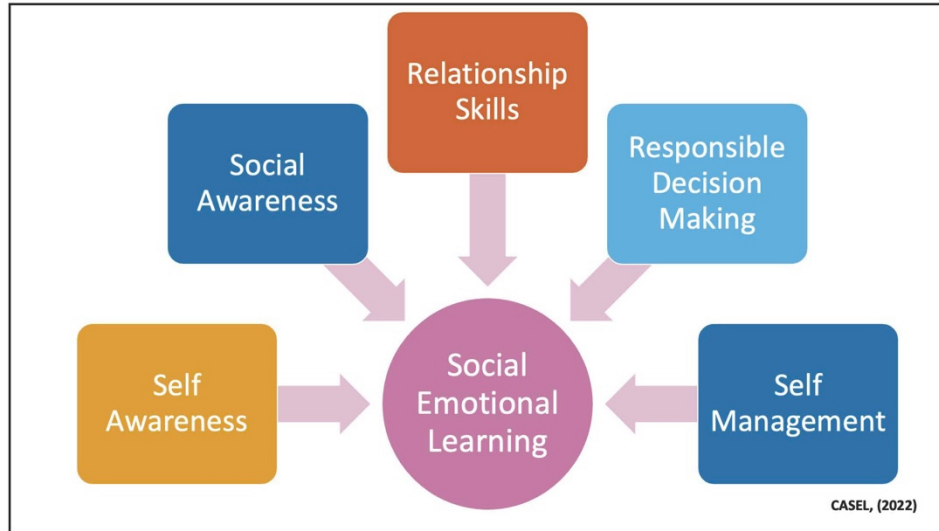 Relationship
Skills
Social
Awareness
Responsible
Decision
Making
Self
Awareness
Social
Emotional
Learning
Self
Management
CASEL, (2022)